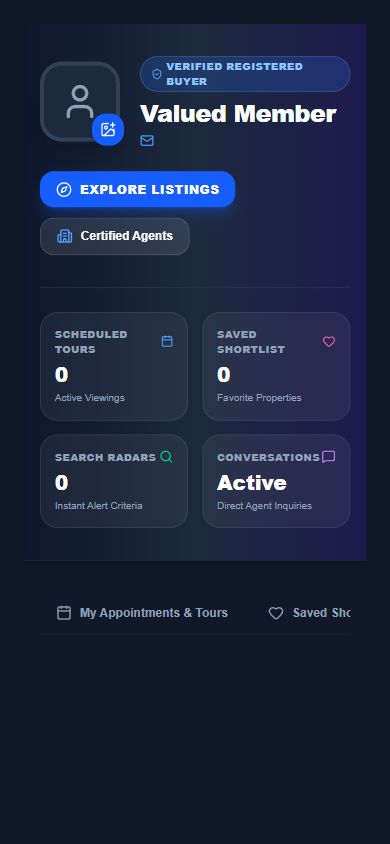 VERIFIED REGISTERED
BUYER
Valued Member
EXPLORE LISTINGS
Certified Agents
SCHEDULED
TOURS
0
Active Viewings
SAVED
SHORTLIST
0
Favorite Properties
SEARCH RADARS
0
Instant Alert Criteria
CONVERSATIONS
Active
Direct Agent Inquiries
My Appointments & Tours
Saved